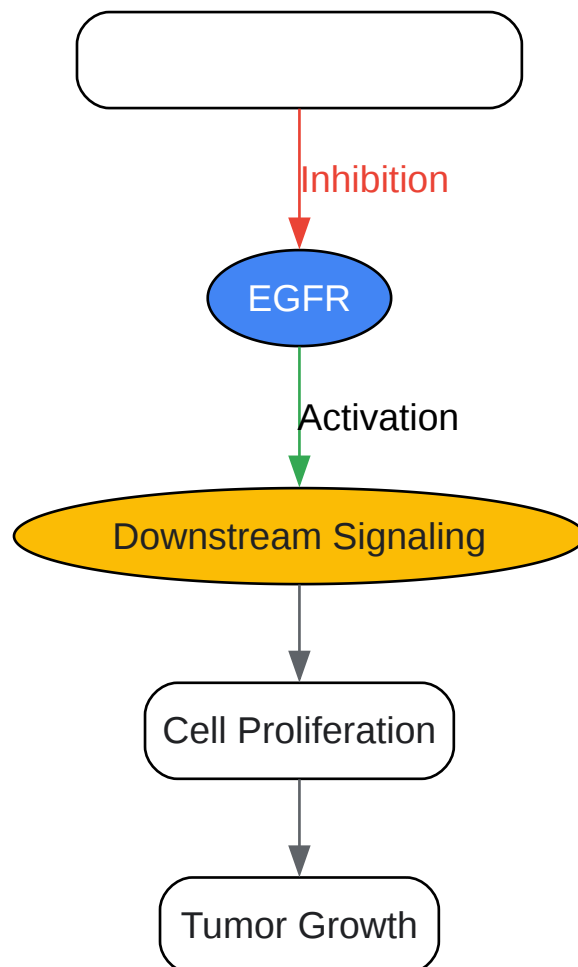 Inhibition
EGFR
Activation
Downstream Signaling
Cell Proliferation
Tumor Growth